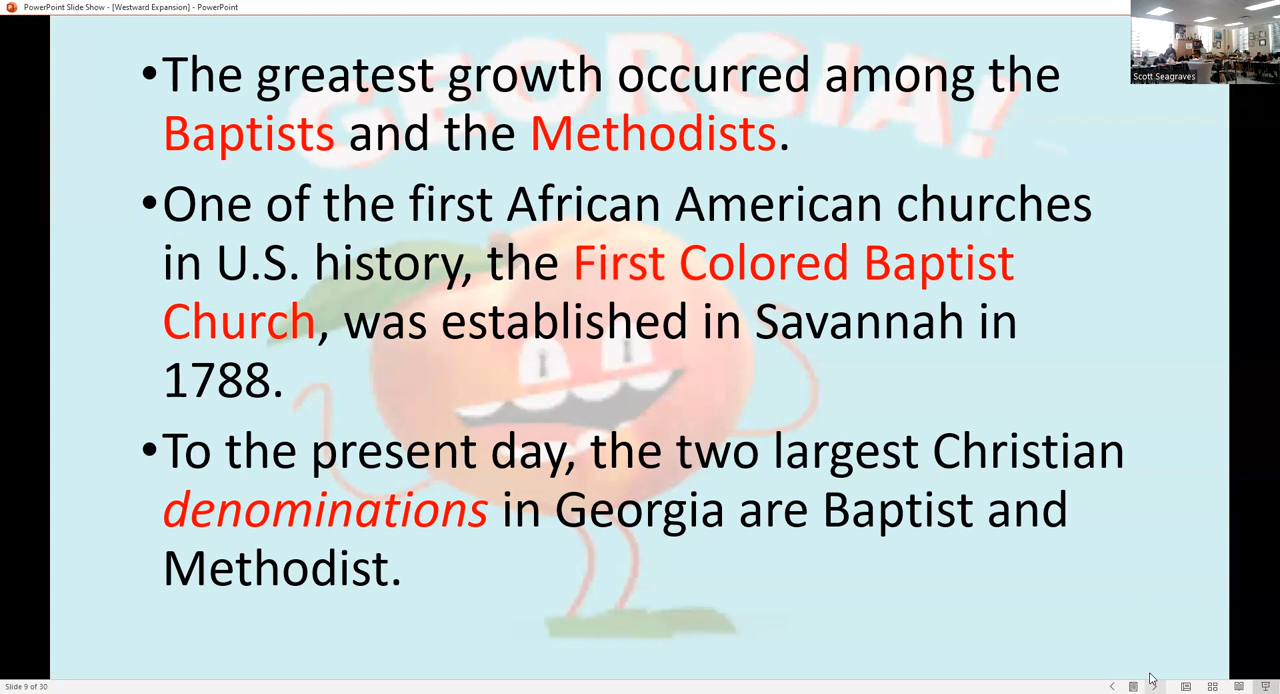 PowerPoint Slide Show - [Westward Expansion] - PowerPoint
Scott Seagraves
GEORGIA!
•The greatest growth occurred among the
Baptists and the Methodists.
•One of the first African American churches
in U.S. history, the First Colored Baptist
Church, was established in Savannah in
1788.
•To the present day, the two largest Christian
denominations in Georgia are Baptist and
Methodist.
Slide 9 of 30